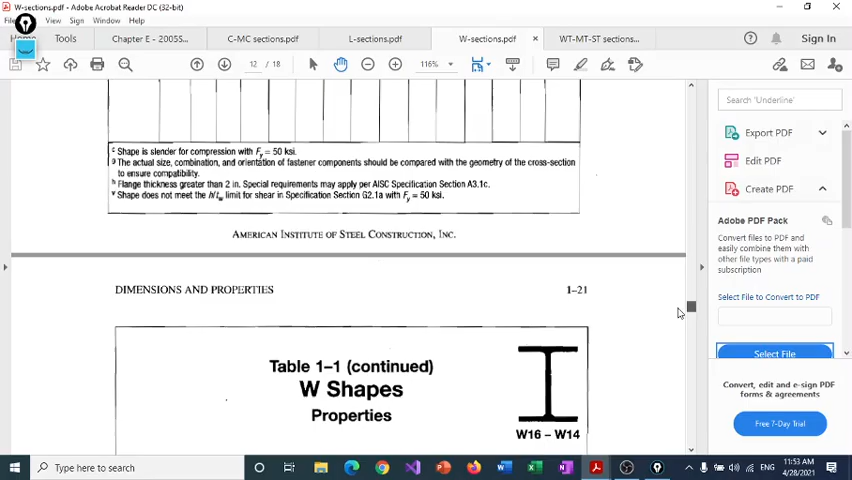 W-sections.pdf - Adobe Acrobat Reader DC (32-bit)
View Sign Window Help
Tools Chapter E - 2005S... C-MC sections.pdf L-sections.pdf W-sections.pdf × WT-MT-ST sections.... Sign In
12 / 18 116%
c Shape is slender for compression with Fy = 50 ksi.
g The actual size, combination, and orientation of fastener components should be compared with the geometry of the cross-section
to ensure compatibility.
h Flange thickness greater than 2 in. Special requirements may apply per AISC Specification Section A3.1c.
v Shape does not meet the h/tw limit for shear in Specification Section G2.1a with Fy = 50 ksi.
AMERICAN INSTITUTE OF STEEL CONSTRUCTION, INC.
DIMENSIONS AND PROPERTIES 1–21
Table 1–1 (continued)
W Shapes
Properties
W16 – W14
Search 'Underline'
Export PDF
Edit PDF
Create PDF
Adobe PDF Pack
Convert files to PDF and
easily combine them with
other file types with a paid
subscription
Select File to Convert to PDF
Select File
Convert, edit and e-sign PDF
forms & agreements
Free 7-Day Trial
Type here to search
ENG
11:53 AM
4/28/2021